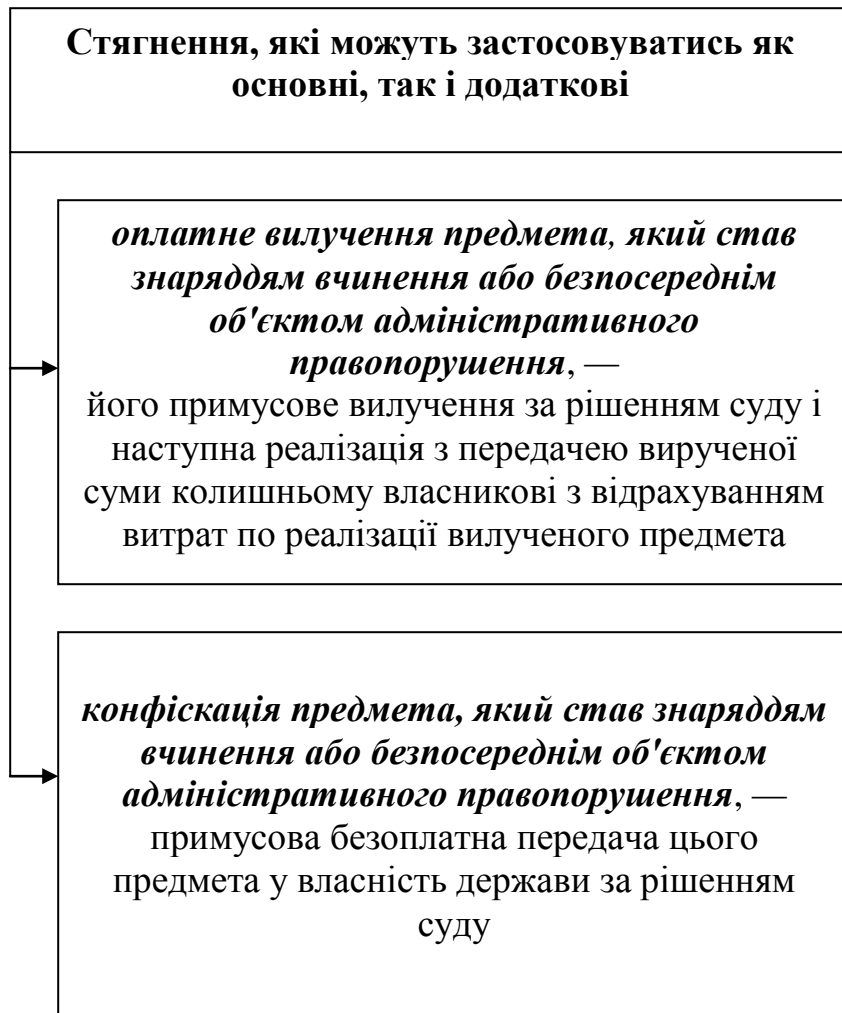 Стягнення, які можуть застосовуватись як
основні, так і додаткові
оплатне вилучення предмета, який став
знаряддям вчинення або безпосереднім
об'єктом адміністративного
правопорушення, —
його примусове вилучення за рішенням суду і
наступна реалізація з передачею вирученої
суми колишньому власникові з відрахуванням
витрат по реалізації вилученого предмета
конфіскація предмета, який став знаряддям
вчинення або безпосереднім об'єктом
адміністративного правопорушення, —
примусова безоплатна передача цього
предмета у власність держави за рішенням
суду